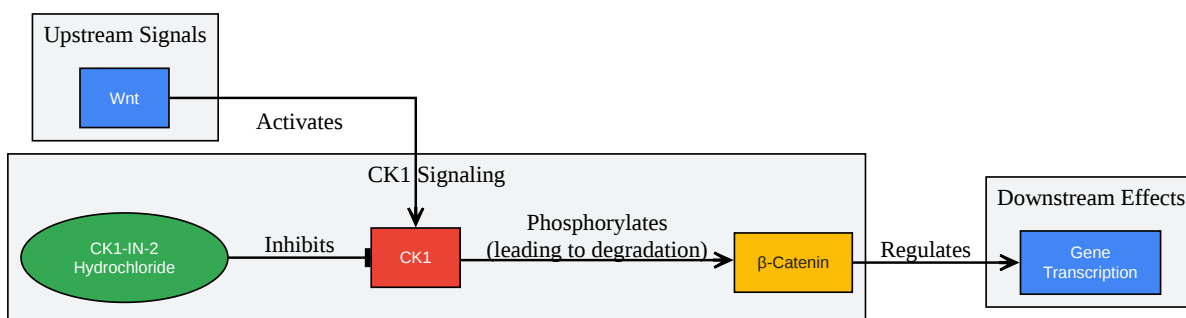 Upstream Signals
Wnt
Activates
CK1 Signaling
CK1-IN-2
Hydrochloride
Inhibits
CK1
Phosphorylates
(leading to degradation)
β-Catenin
Regulates
Downstream Effects
Gene
Transcription